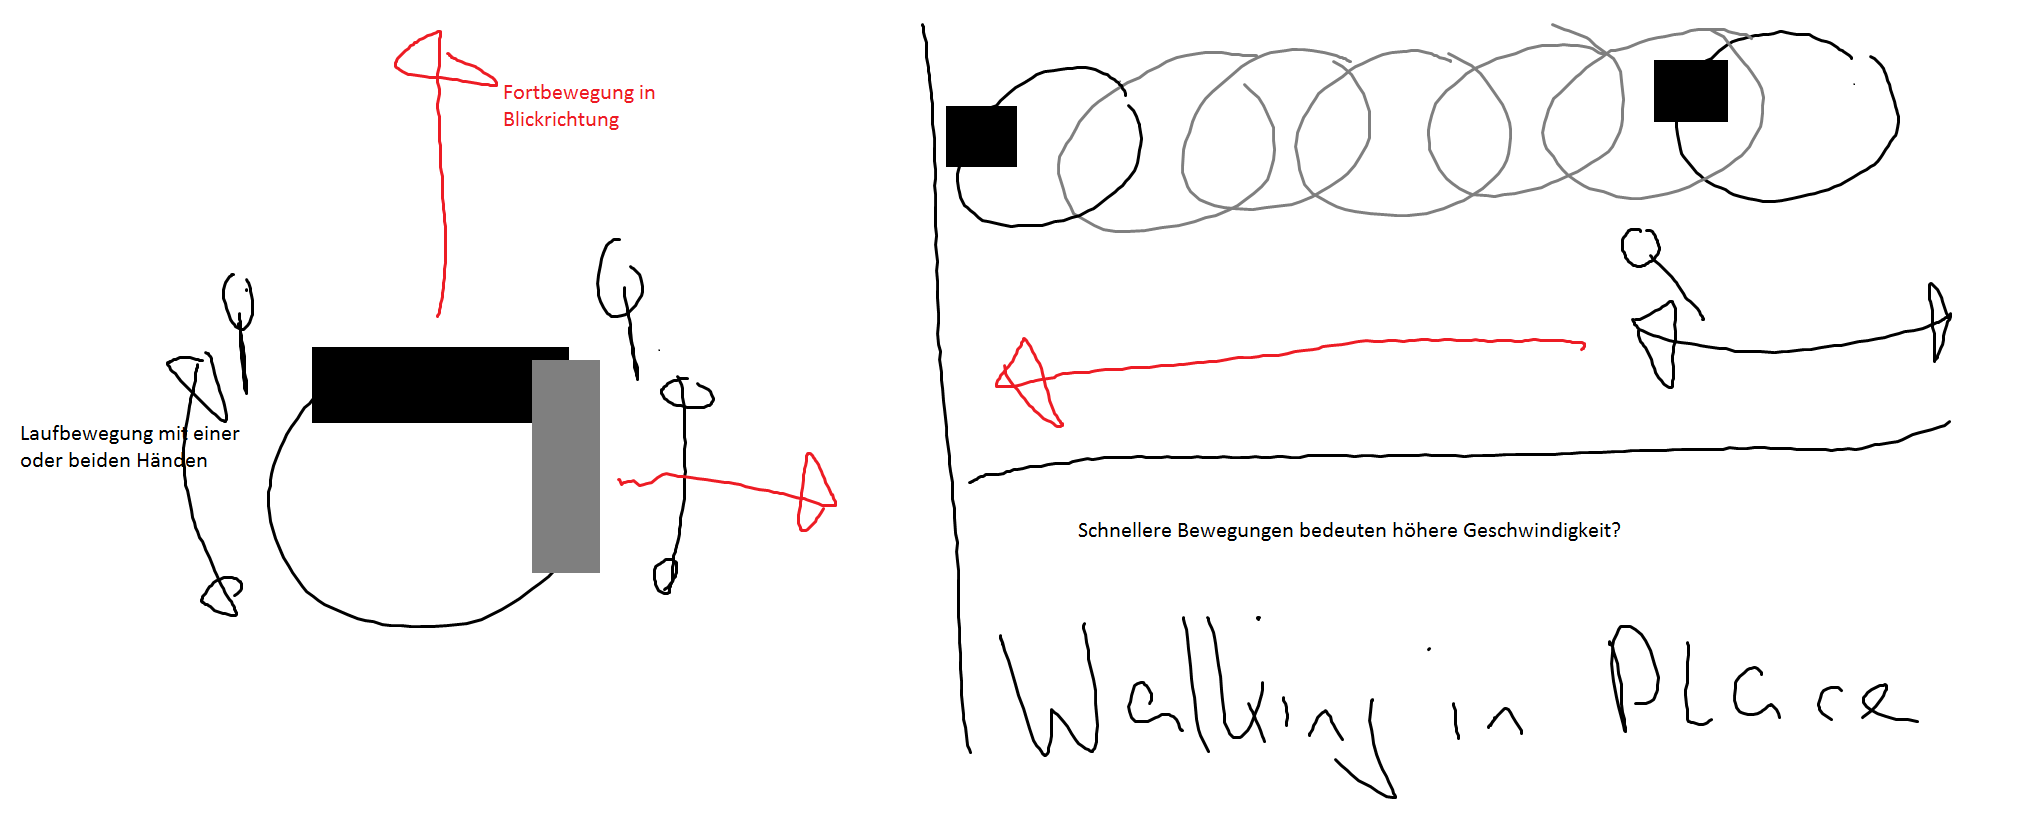 Fortbewegung in
Blickrichtung
Laufbewegung mit einer
oder beiden Händen
Schnellere Bewegungen bedeuten höhere Geschwindigkeit?
Walking in Place